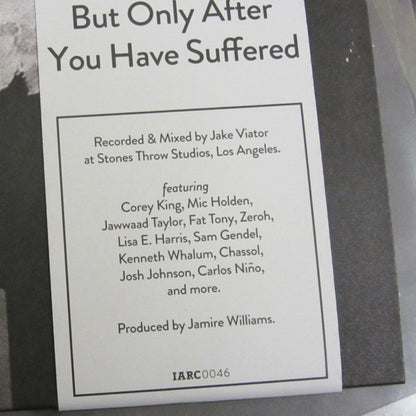 But Only After
You Have Suffered
Recorded & Mixed by Jake Viator
at Stones Throw Studios, Los Angeles.
featuring
Corey King, Mic Holden,
Jawwaad Taylor, Fat Tony, Zeroh,
Lisa E. Harris, Sam Gendel,
Kenneth Whalum, Chassol,
Josh Johnson, Carlos Niño,
and more.
Produced by Jamire Williams.
IARC0046